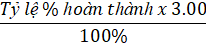 Tỷ lệ % hoàn thành x 3.00
100%